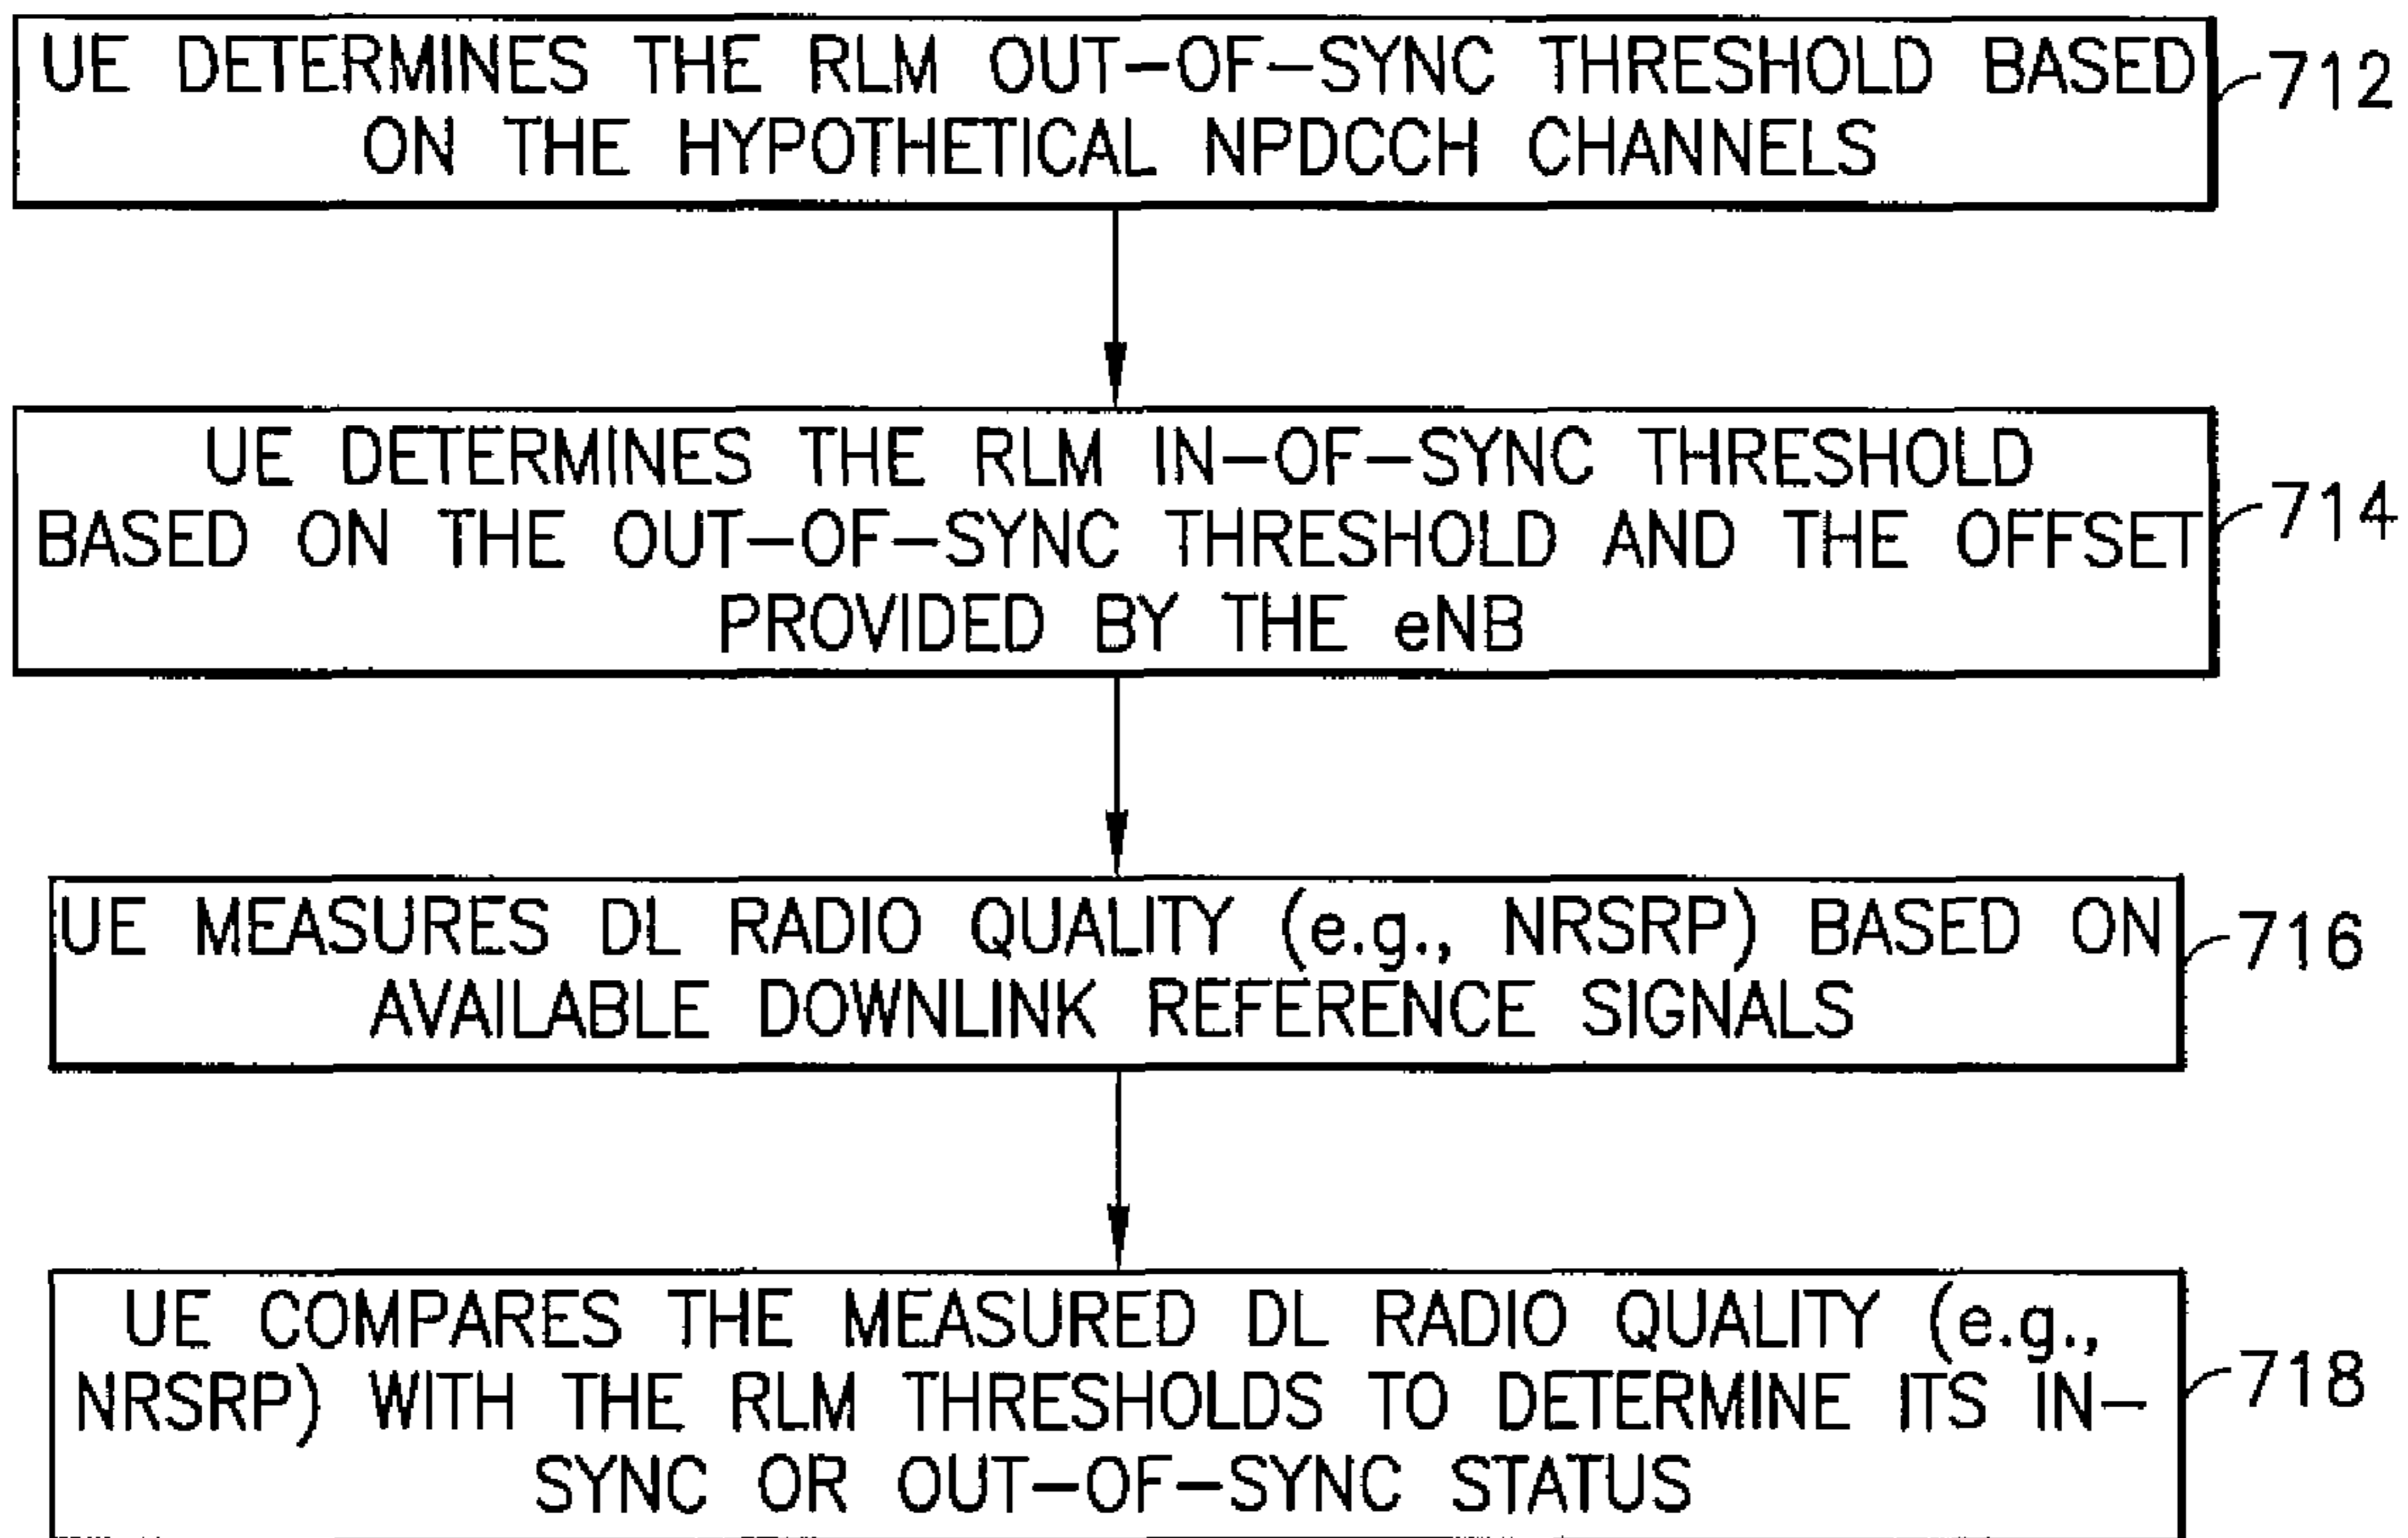 UE DETERMINES THE RLM OUT-OF-SYNC THRESHOLD BASED
ON THE HYPOTHETICAL NPDCCH CHANNELS
712
UE DETERMINES THE RLM IN-OF-SYNC THRESHOLD
BASED ON THE OUT-OF-SYNC THRESHOLD AND THE OFFSET
PROVIDED BY THE eNB
714
UE MEASURES DL RADIO QUALITY (e.g., NRSRP) BASED ON
AVAILABLE DOWNLINK REFERENCE SIGNALS
716
UE COMPARES THE MEASURED DL RADIO QUALITY (e.g.,
NRSRP) WITH THE RLM THRESHOLDS TO DETERMINE ITS IN-
SYNC OR OUT-OF-SYNC STATUS
718